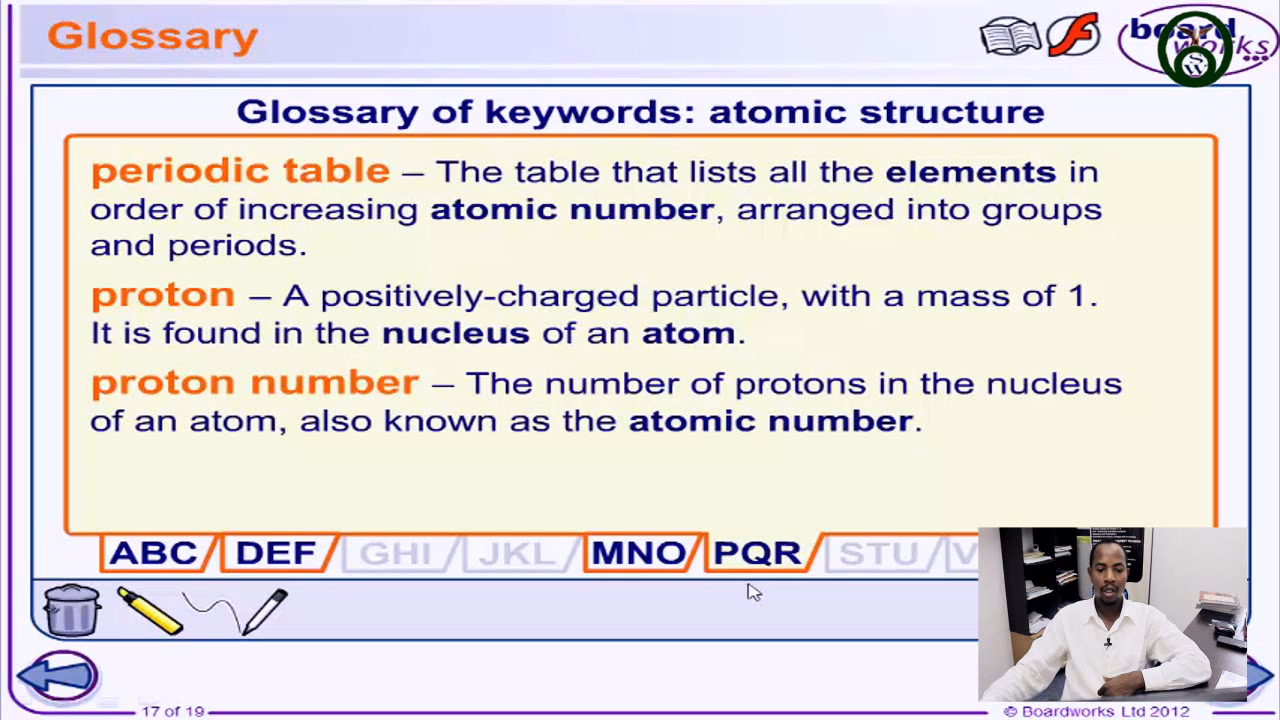 Glossary
board
works
Glossary of keywords: atomic structure
periodic table – The table that lists all the elements in
order of increasing atomic number, arranged into groups
and periods.
proton – A positively-charged particle, with a mass of 1.
It is found in the nucleus of an atom.
proton number – The number of protons in the nucleus
of an atom, also known as the atomic number.
ABC DEF JKL MNO PQR STU
17 of 19
© Boardworks Ltd 2012